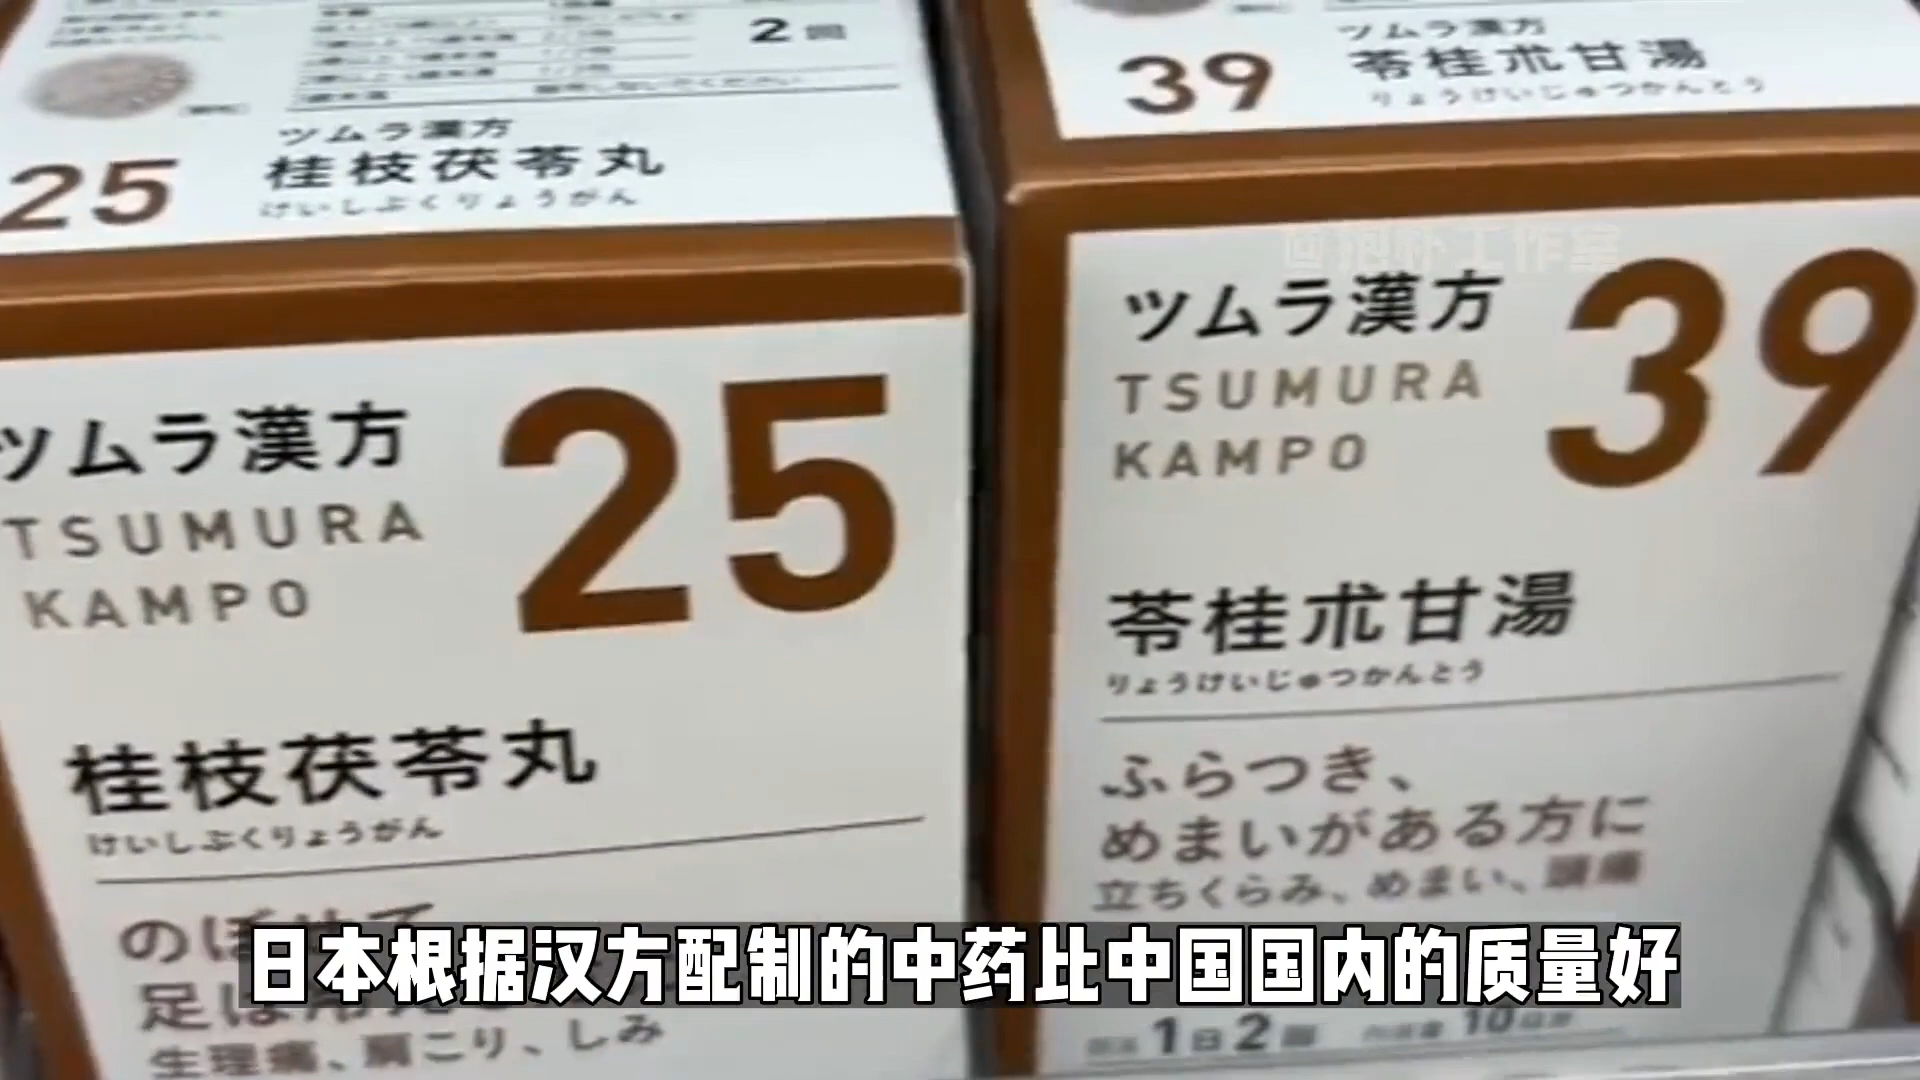 2回
ツムラ漢方
25
桂枝茯苓丸
けいしぶくりょうがん
ツムラ漢方
39
苓桂朮甘湯
りょうけいじゅつかんとう
ツムラ漢方
TSUMURA
KAMPO
25
桂枝茯苓丸
けいしぶくりょうがん
足は
生理痛、肩こり、しみ
@抱朴工作室
ツムラ漢方
TSUMURA
KAMPO
39
苓桂朮甘湯
りょうけいじゅつかんとう
ふらつき、
めまいがある方に
立ちくらみ、めまい、頭痛
1日2回
10日分
日本根据汉方配制的中药比中国国内的质量好